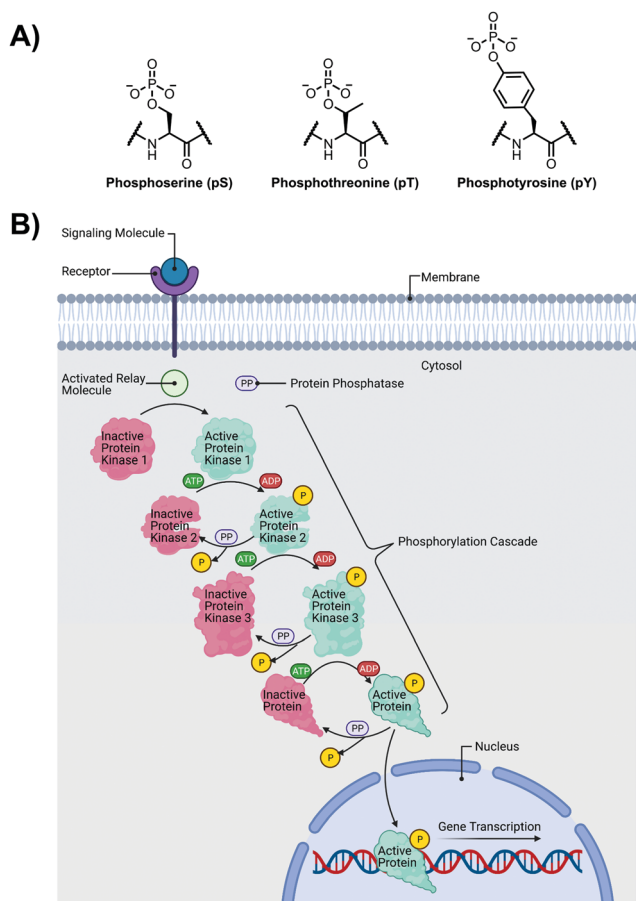 A)
O
O⁻ P O⁻
O
N
H
O
Phosphoserine (pS)
O
O⁻ P O⁻
O
N
H
O
Phosphothreonine (pT)
O
O⁻ P O⁻
O
N
H
O
Phosphotyrosine (pY)
B)
Signaling Molecule
Receptor
Membrane
Cytosol
Activated Relay
Molecule
PP
Protein Phosphatase
Inactive
Protein
Kinase 1
Active
Protein
Kinase 1
ATP
ADP
P
Inactive
Protein
Kinase 2
PP
Active
Protein
Kinase 2
P
ATP
ADP
Phosphorylation Cascade
P
Inactive
Protein
Kinase 3
Active
Protein
Kinase 3
PP
P
ATP
ADP
P
Inactive
Protein
Active
Protein
PP
P
Nucleus
Gene Transcription
P
Active
Protein